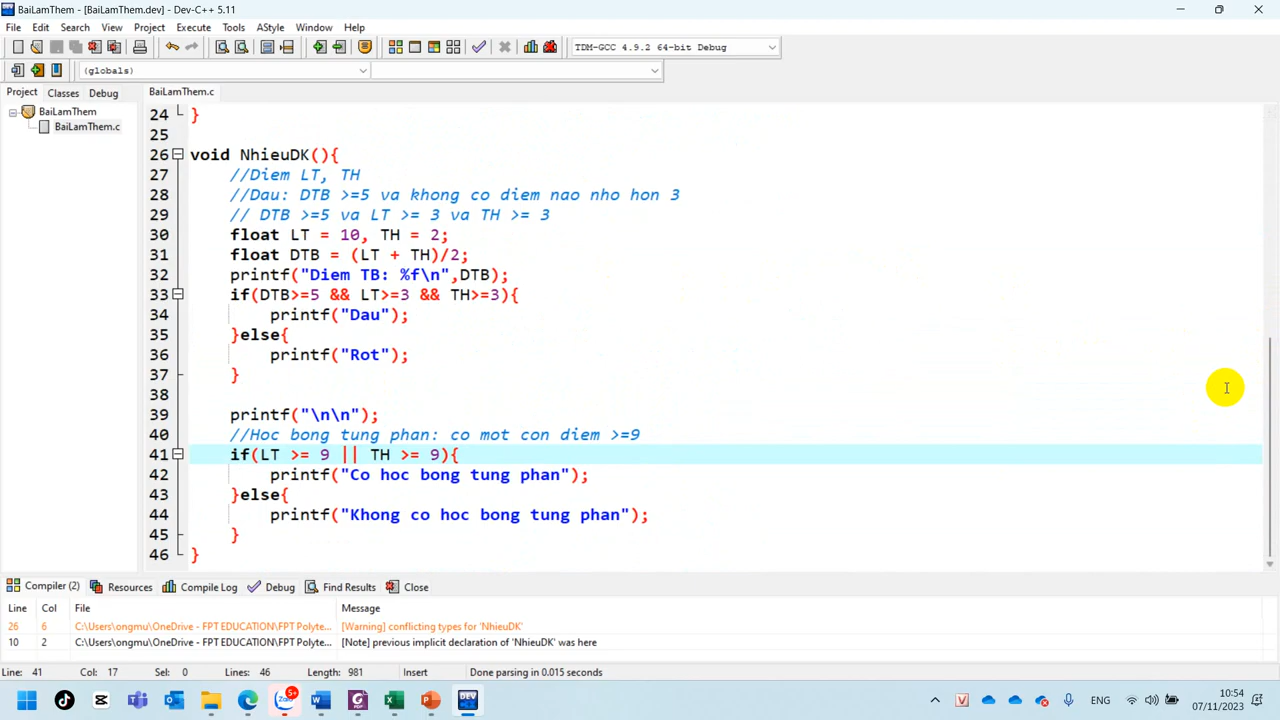 BaiLamThem - [BaiLamThem.dev] - Dev-C++ 5.11
File Edit Search View Project Execute Tools AStyle Window Help
TDM-GCC 4.9.2 64-bit Debug
(globals)
Project Classes Debug
BaiLamThem.c
BaiLamThem
BaiLamThem.c
24 }
25
26 void NhieuDK(){
27 //Diem LT, TH
28 //Dau: DTB >=5 va khong co diem nao nho hon 3
29 // DTB >=5 va LT >= 3 va TH >= 3
30 float LT = 10, TH = 2;
31 float DTB = (LT + TH)/2;
32 printf("Diem TB: %f\n",DTB);
33 if(DTB>=5 && LT>=3 && TH>=3){
34 printf("Dau");
35 }else{
36 printf("Rot");
37 }
38
39 printf("\n\n");
40 //Hoc bong tung phan: co mot con diem >=9
41 if(LT >= 9 || TH >= 9){
42 printf("Co hoc bong tung phan");
43 }else{
44 printf("Khong co hoc bong tung phan");
45 }
46 }
Compiler (2) Resources Compile Log Debug Find Results Close
Line Col File Message
26 6 C:\Users\ongmu\OneDrive - FPT EDUCATION\FPT Polyte... [Warning] conflicting types for 'NhieuDK'
10 2 C:\Users\ongmu\OneDrive - FPT EDUCATION\FPT Polyte... [Note] previous implicit declaration of 'NhieuDK' was here
Line: 41 Col: 17 Sel: 0 Lines: 46 Length: 981 Insert Done parsing in 0.015 seconds
5+
Zalo
DEV
ENG
10:54
07/11/2023